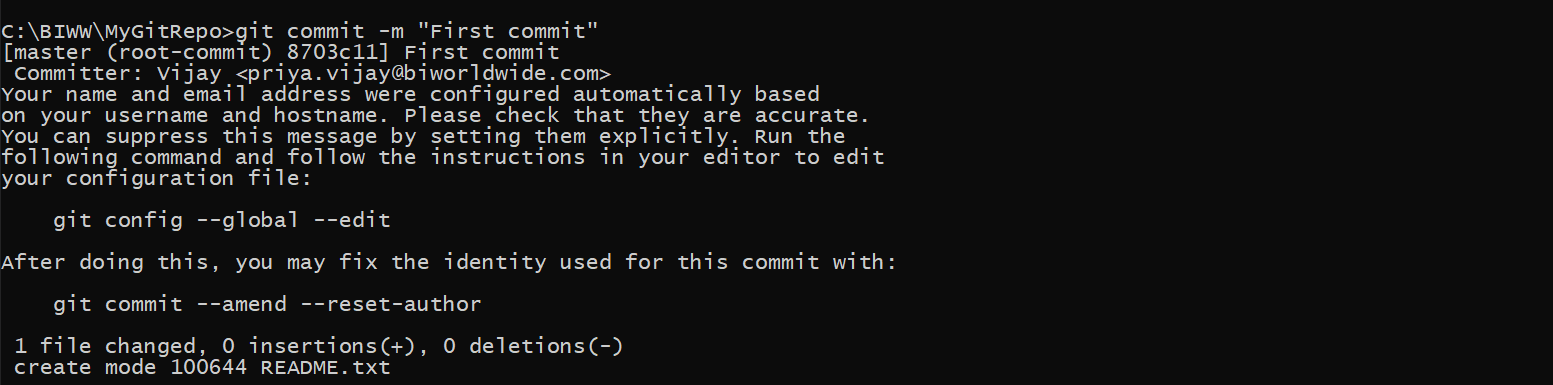 C:\BIWW\MyGitRepo>git commit -m "First commit"
[master (root-commit) 8703c11] First commit
 Committer: Vijay <priya.vijay@biworldwide.com>
Your name and email address were configured automatically based
on your username and hostname. Please check that they are accurate.
You can suppress this message by setting them explicitly. Run the
following command and follow the instructions in your editor to edit
your configuration file:

    git config --global --edit

After doing this, you may fix the identity used for this commit with:

    git commit --amend --reset-author

 1 file changed, 0 insertions(+), 0 deletions(-)
 create mode 100644 README.txt